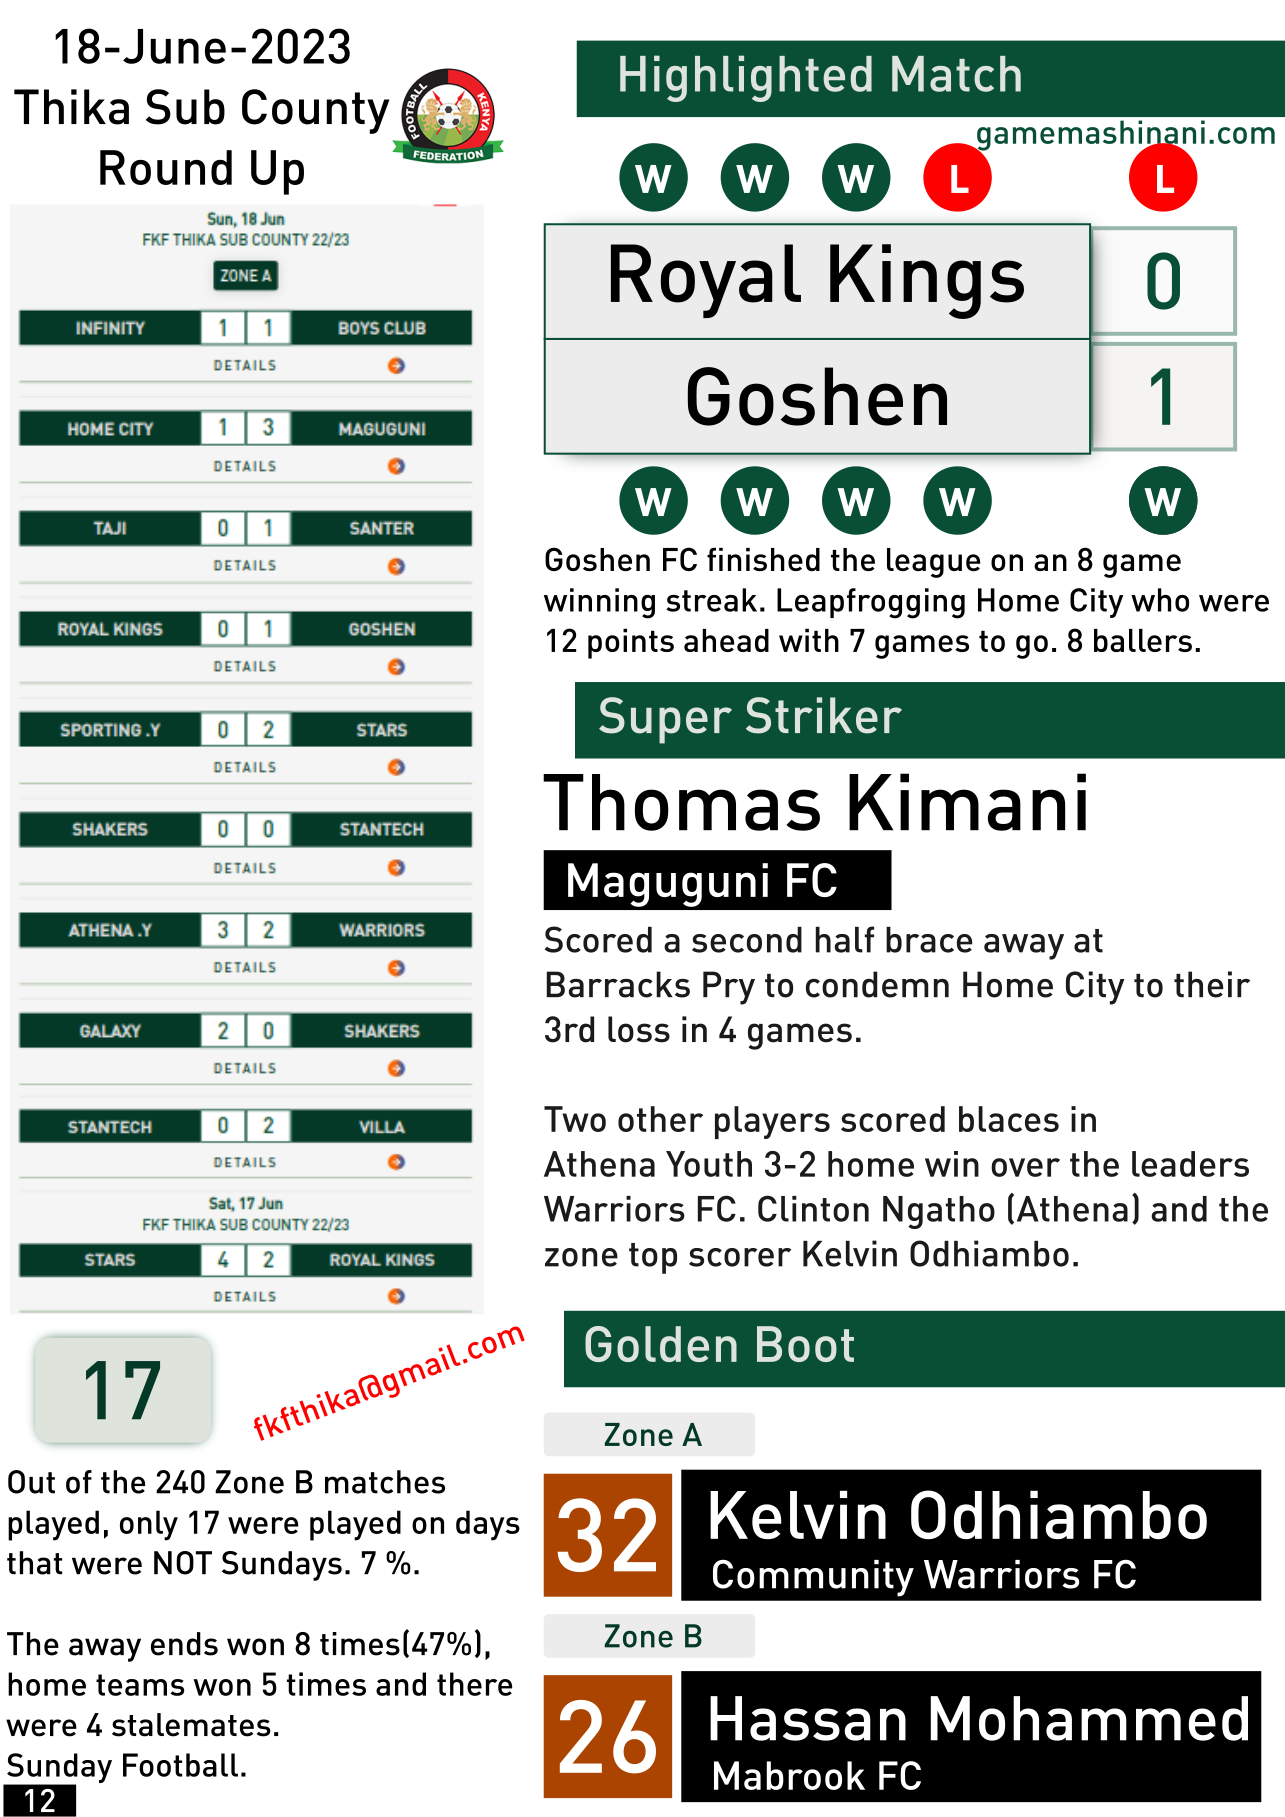 18-June-2023
Thika Sub County
Round Up
FOOTBALL
KENYA
FEDERATION
Sun, 18 Jun
FKF THIKA SUB COUNTY 22/23
ZONE A
INFINITY 1 1 BOYS CLUB
DETAILS
HOME CITY 1 3 MAGUGUNI
DETAILS
TAJI 0 1 SANTER
DETAILS
ROYAL KINGS 0 1 GOSHEN
DETAILS
SPORTING .Y 0 2 STARS
DETAILS
SHAKERS 0 0 STANTECH
DETAILS
ATHENA .Y 3 2 WARRIORS
DETAILS
GALAXY 2 0 SHAKERS
DETAILS
STANTECH 0 2 VILLA
DETAILS
Sat, 17 Jun
FKF THIKA SUB COUNTY 22/23
STARS 4 2 ROYAL KINGS
DETAILS
17
fkfthika@gmail.com
Out of the 240 Zone B matches
played, only 17 were played on days
that were NOT Sundays. 7 %.
The away ends won 8 times(47%),
home teams won 5 times and there
were 4 stalemates.
Sunday Football.
12
Highlighted Match
gamemashinani.com
W W W L L
Royal Kings 0
Goshen 1
W W W W W
Goshen FC finished the league on an 8 game
winning streak. Leapfrogging Home City who were
12 points ahead with 7 games to go. 8 ballers.
Super Striker
Thomas Kimani
Maguguni FC
Scored a second half brace away at
Barracks Pry to condemn Home City to their
3rd loss in 4 games.
Two other players scored blaces in
Athena Youth 3-2 home win over the leaders
Warriors FC. Clinton Ngatho (Athena) and the
zone top scorer Kelvin Odhiambo.
Golden Boot
Zone A
32 Kelvin Odhiambo
Community Warriors FC
Zone B
26 Hassan Mohammed
Mabrook FC